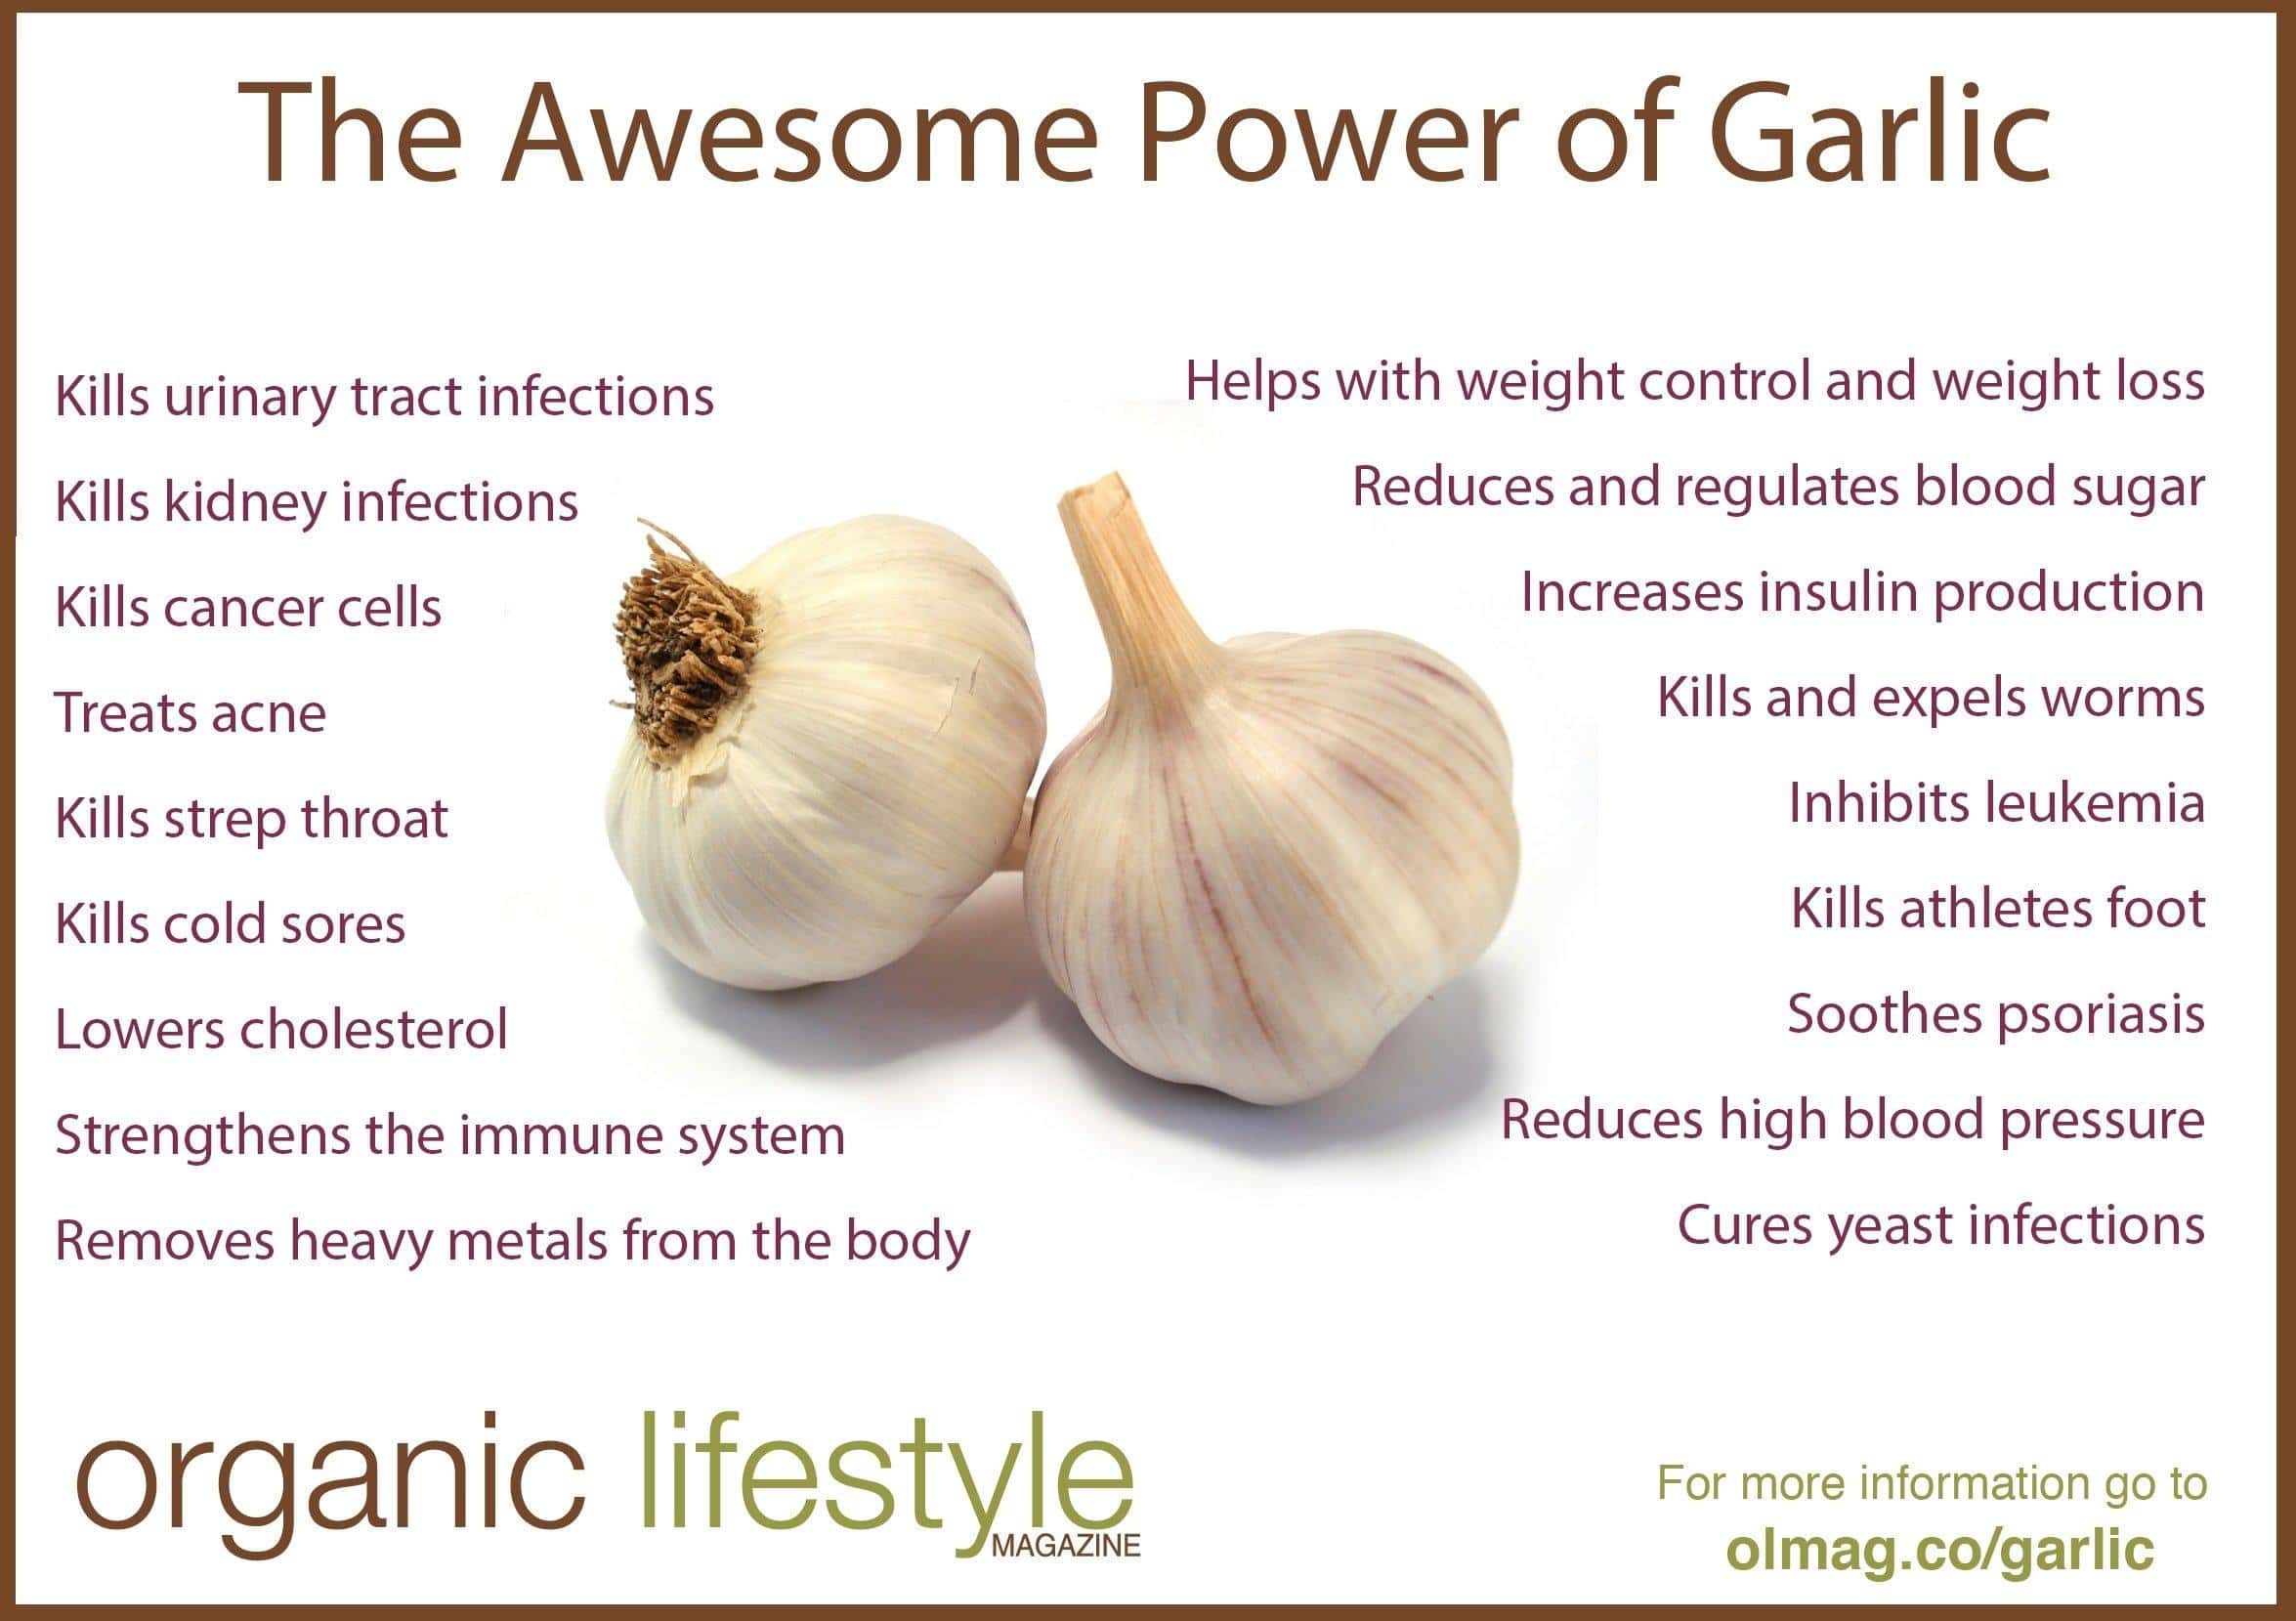 The Awesome Power of Garlic
Kills urinary tract infections
Kills kidney infections
Kills cancer cells
Treats acne
Kills strep throat
Kills cold sores
Lowers cholesterol
Strengthens the immune system
Removes heavy metals from the body
Helps with weight control and weight loss
Reduces and regulates blood sugar
Increases insulin production
Kills and expels worms
Inhibits leukemia
Kills athletes foot
Soothes psoriasis
Reduces high blood pressure
Cures yeast infections
organic lifestyle
MAGAZINE
For more information go to
olmag.co/garlic